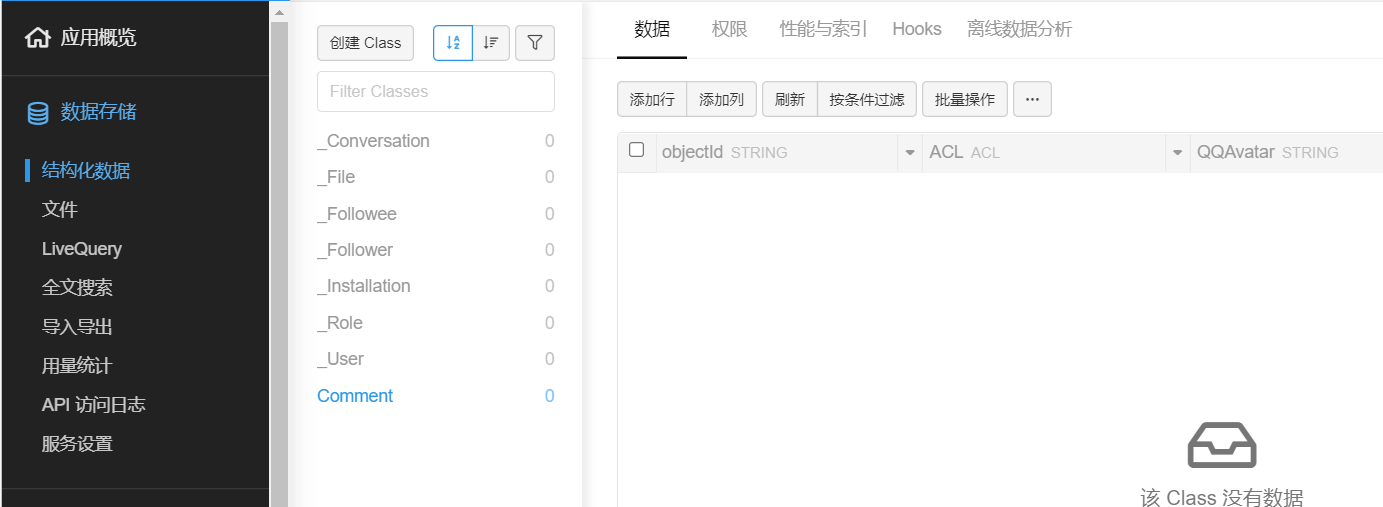 应用概览
数据存储
结构化数据
文件
LiveQuery
全文搜索
导入导出
用量统计
API 访问日志
服务设置
创建 Class
Filter Classes
_Conversation 0
_File 0
_Followee 0
_Follower 0
_Installation 0
_Role 0
_User 0
Comment 0
数据 权限 性能与索引 Hooks 离线数据分析
添加行 添加列 刷新 按条件过滤 批量操作 ···
objectId STRING ACL ACL QQAvatar STRING
该 Class 没有数据